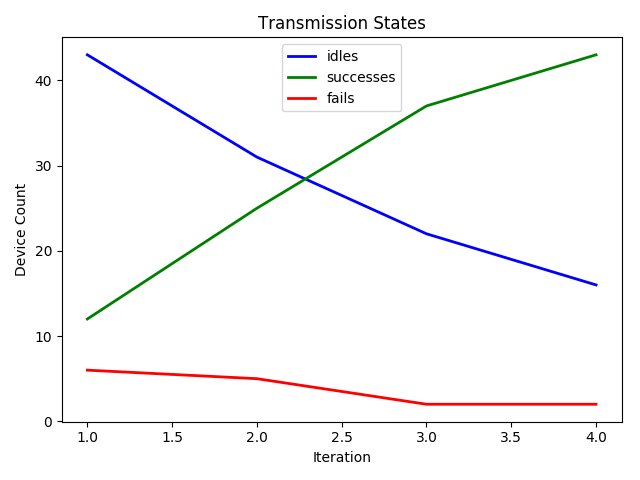 Transmission States
idles
successes
fails
Device Count
40
30
20
10
0
1.0 1.5 2.0 2.5 3.0 3.5 4.0
Iteration